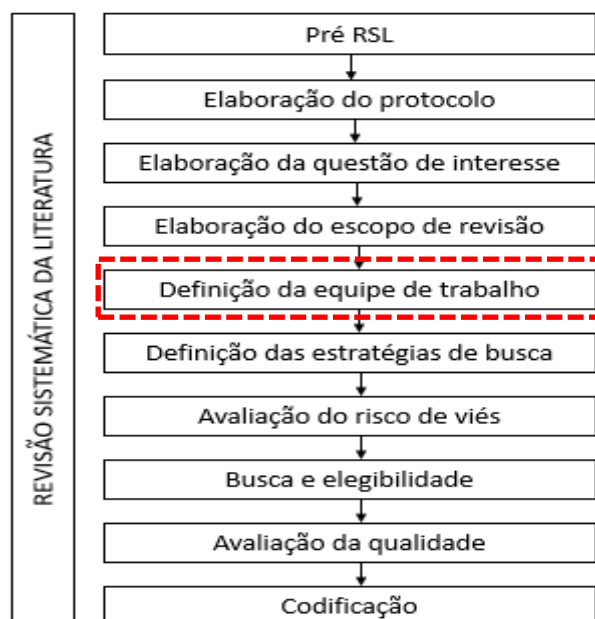 REVISÃO SISTEMÁTICA DA LITERATURA
Pré RSL
Elaboração do protocolo
Elaboração da questão de interesse
Elaboração do escopo de revisão
Definição da equipe de trabalho
Definição das estratégias de busca
Avaliação do risco de viés
Busca e elegibilidade
Avaliação da qualidade
Codificação